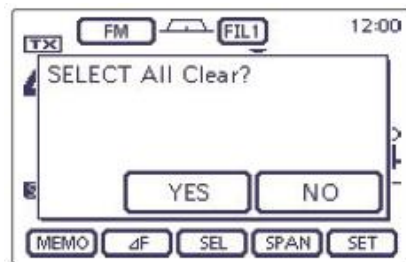 FM FIL1 12:00
TX
SELECT All Clear?
YES NO
S
MEMO ΔF SEL SPAN SET